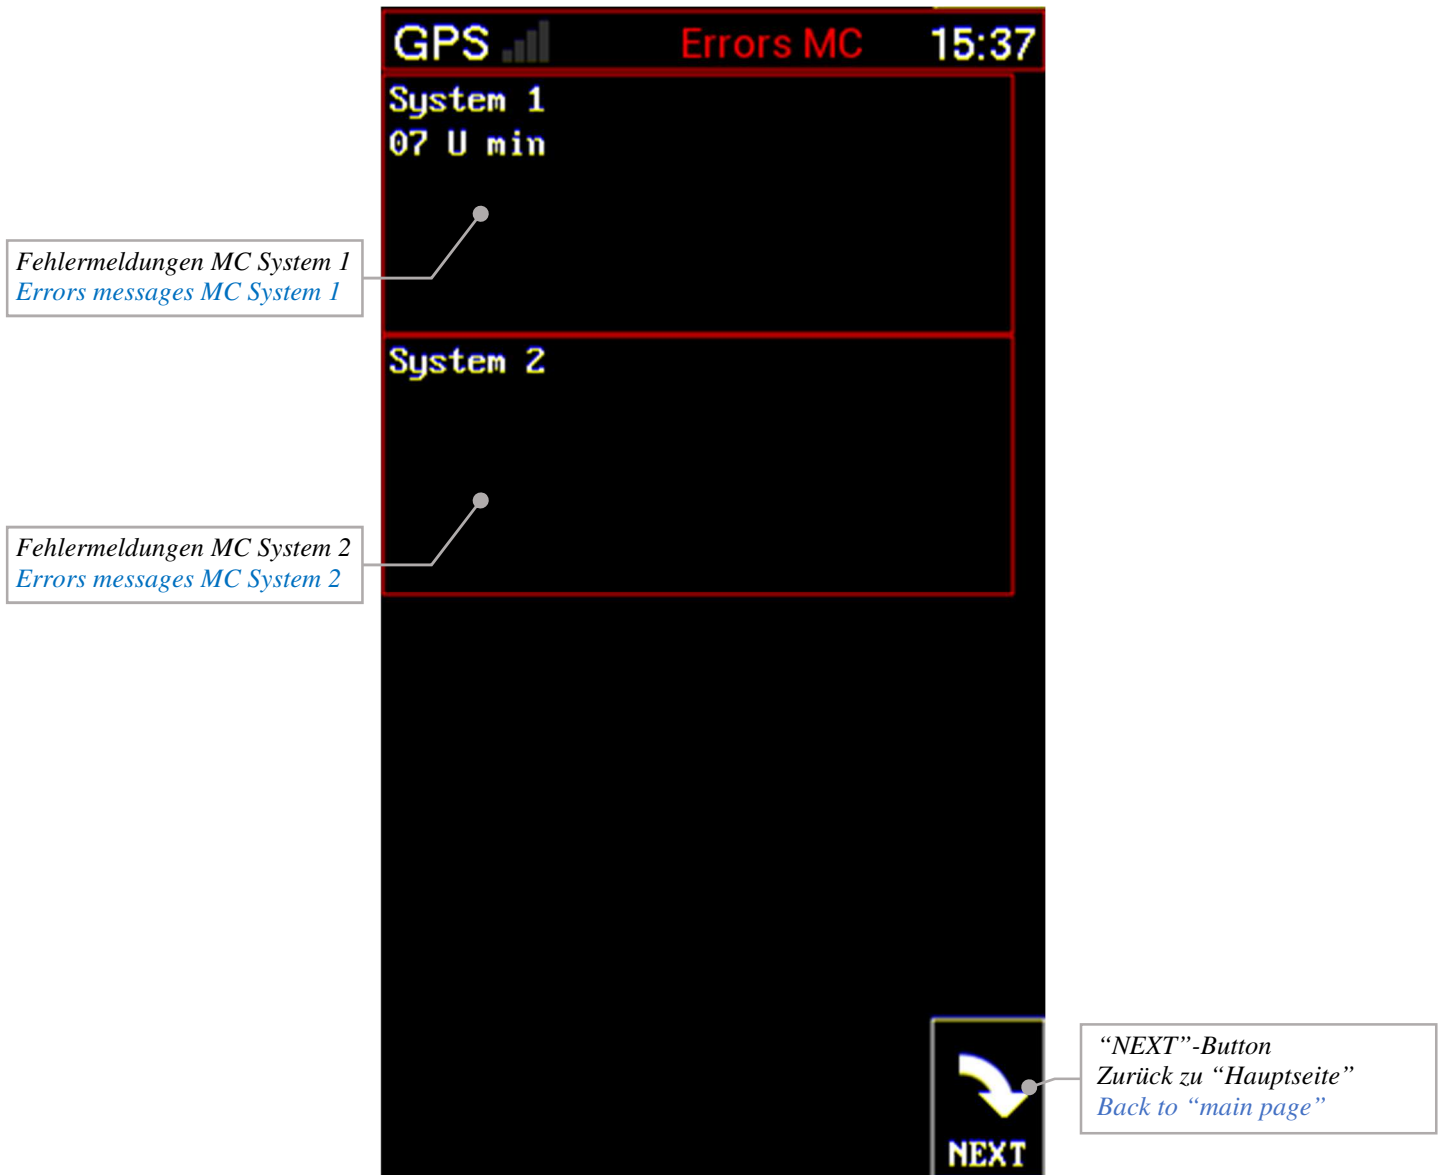 GPS Errors MC 15:37
System 1
07 U min
Fehlermeldungen MC System 1
Errors messages MC System 1
System 2
Fehlermeldungen MC System 2
Errors messages MC System 2
“NEXT”-Button
Zurück zu “Hauptseite”
Back to “main page”
NEXT